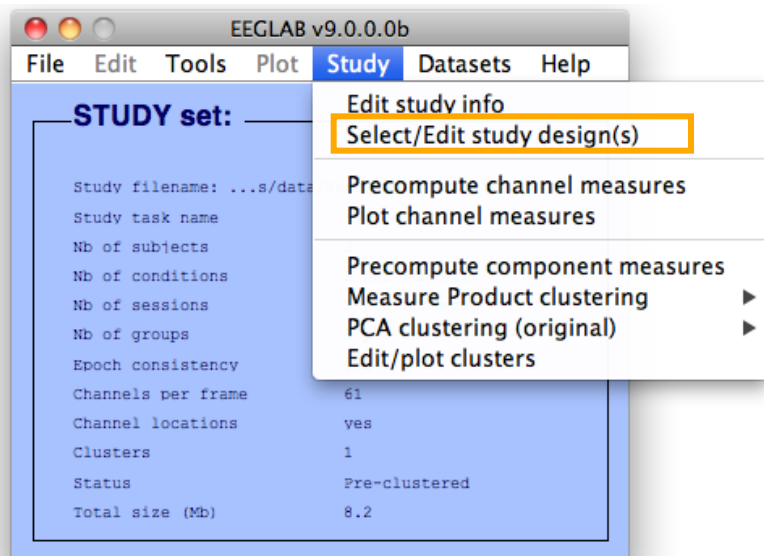 EEGLAB v9.0.0.0b
File Edit Tools Plot Study Datasets Help
STUDY set:
Edit study info
Select/Edit study design(s)
Precompute channel measures
Plot channel measures
Precompute component measures
Measure Product clustering
PCA clustering (original)
Edit/plot clusters
Study filename: ...s/data
Study task name
Nb of subjects
Nb of conditions
Nb of sessions
Nb of groups
Epoch consistency
Channels per frame 61
Channel locations yes
Clusters 1
Status Pre-clustered
Total size (Mb) 8.2